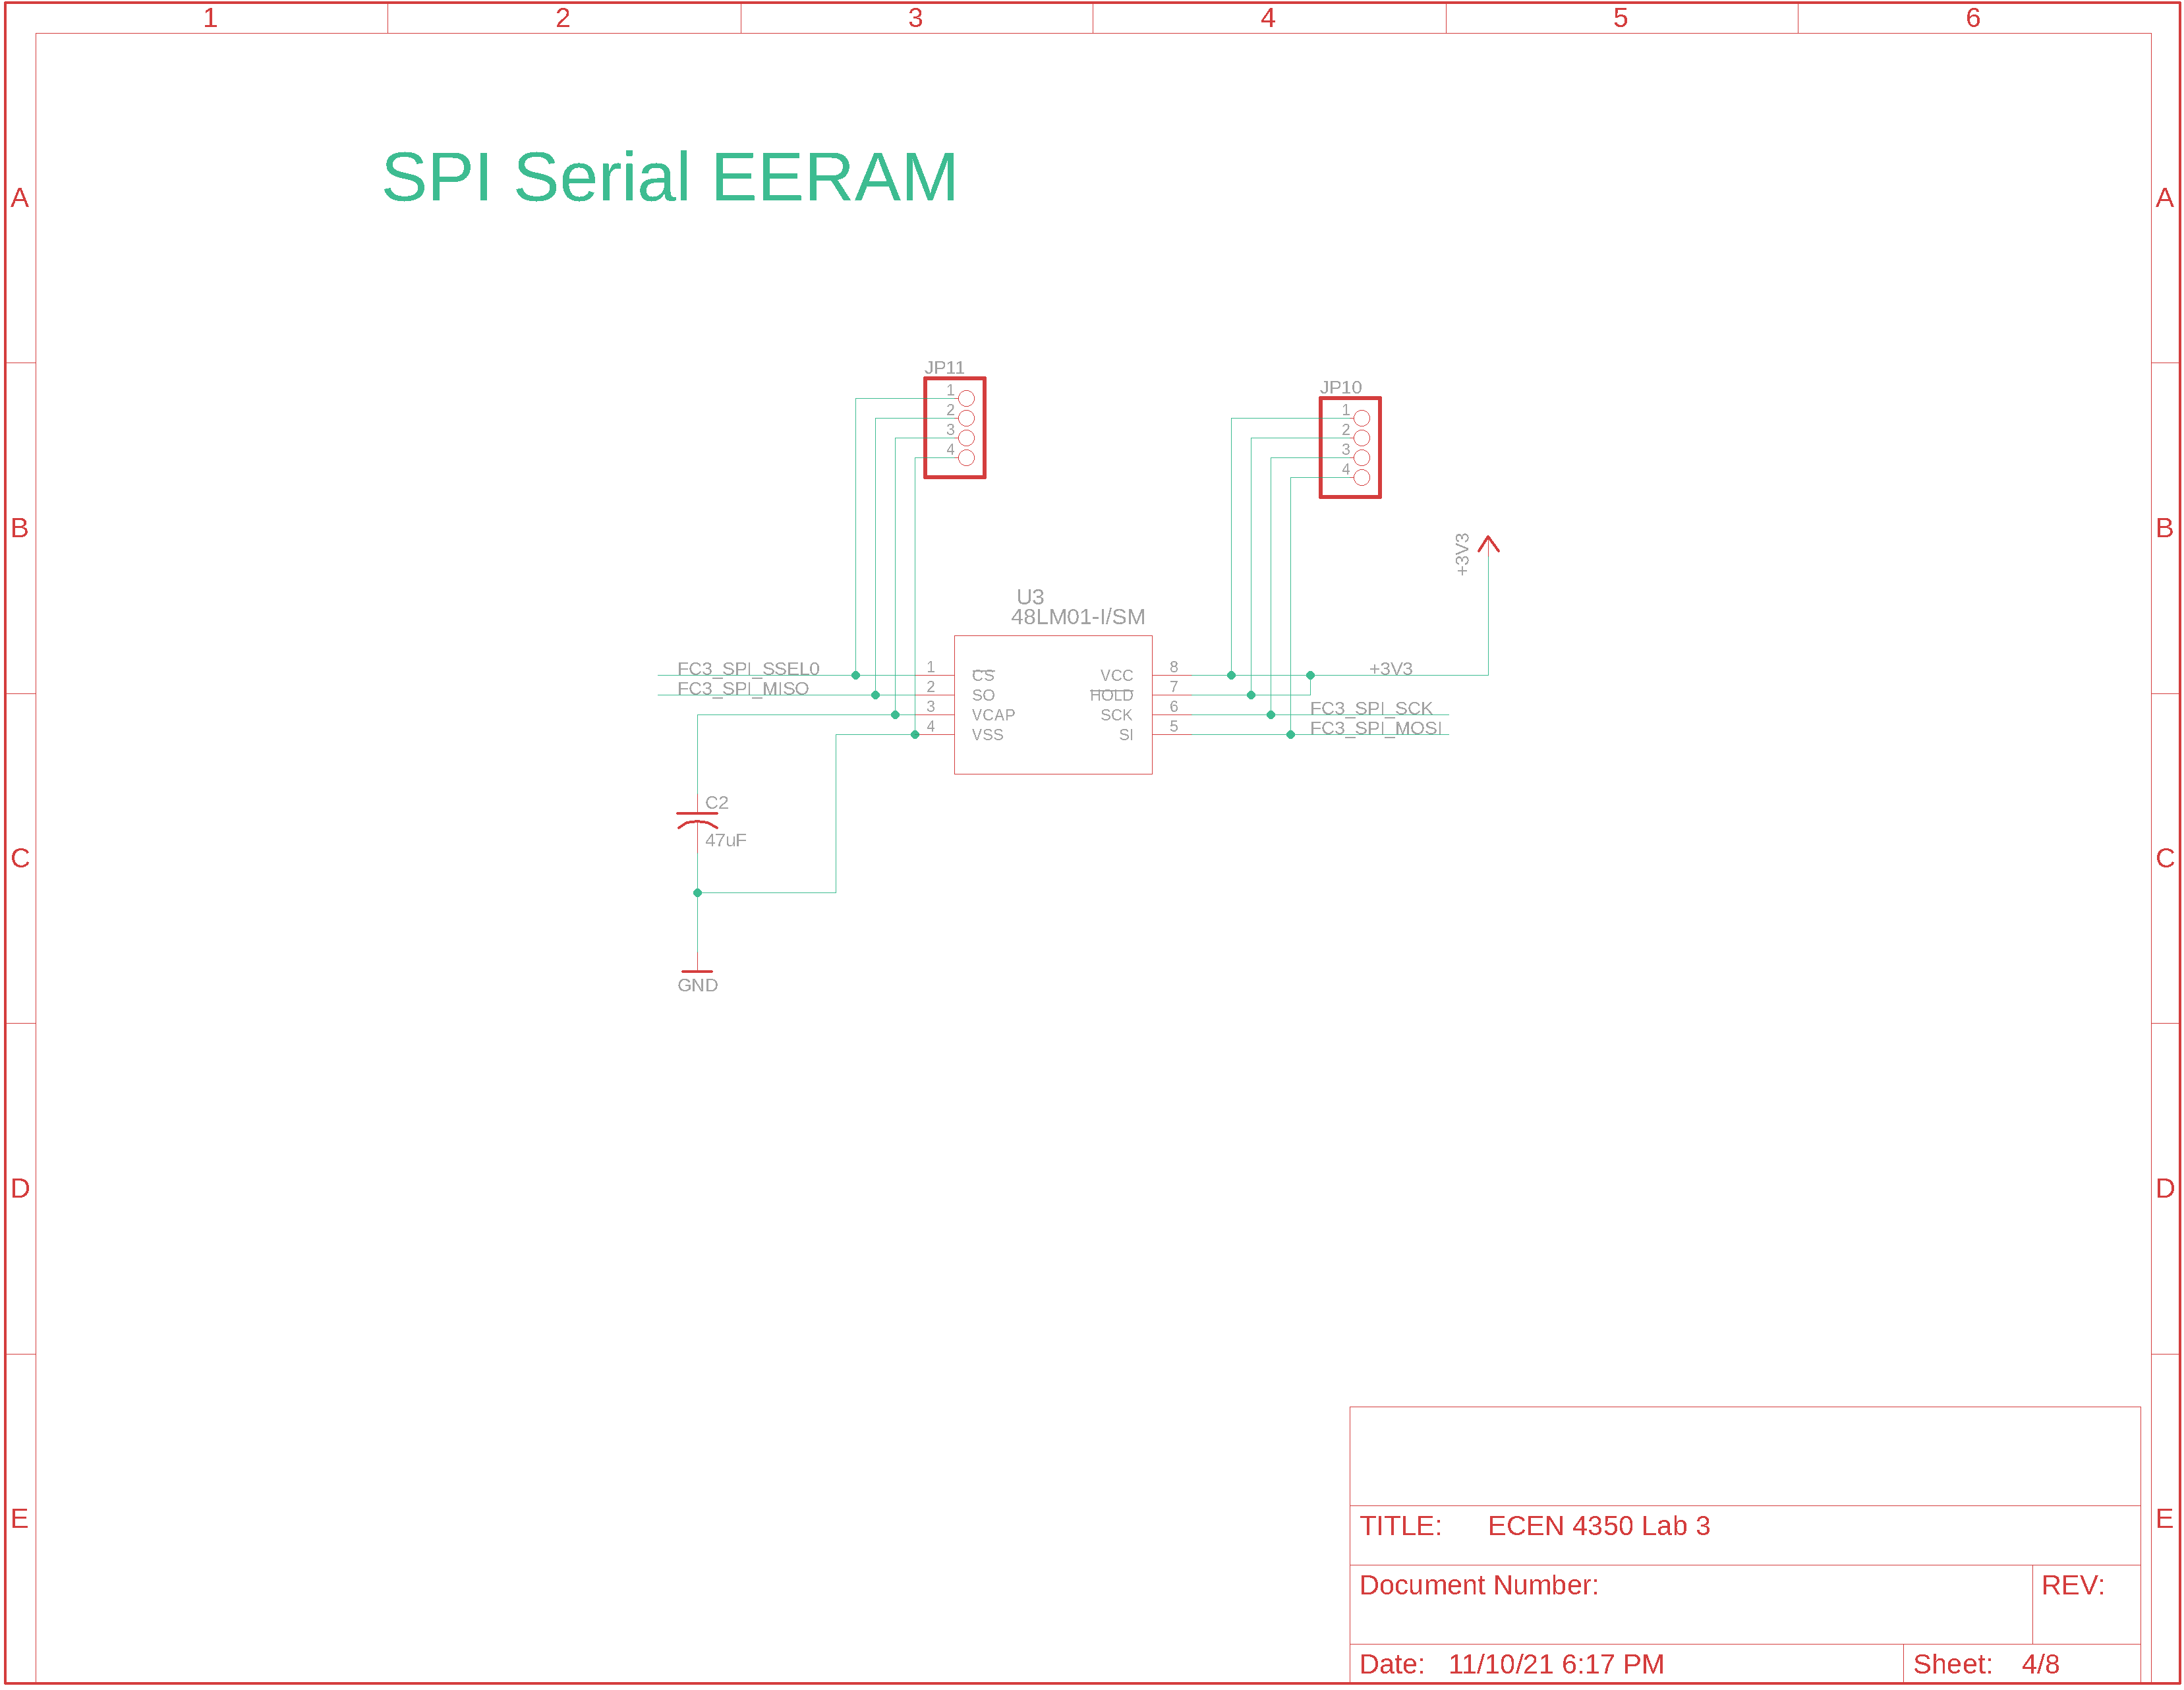 1 2 3 4 5 6
A A
SPI Serial EERAM
B B
JP11
1
2
3
4
JP10
1
2
3
4
+3V3
U3
48LM01-I/SM
FC3_SPI_SSEL0 1 CS VCC 8 +3V3
FC3_SPI_MISO 2 SO HOLD 7
3 VCAP SCK 6 FC3_SPI_SCK
4 VSS SI 5 FC3_SPI_MOSI
C2
47uF
C C
GND
D D
E E
TITLE: ECEN 4350 Lab 3
Document Number: REV:
Date: 11/10/21 6:17 PM Sheet: 4/8